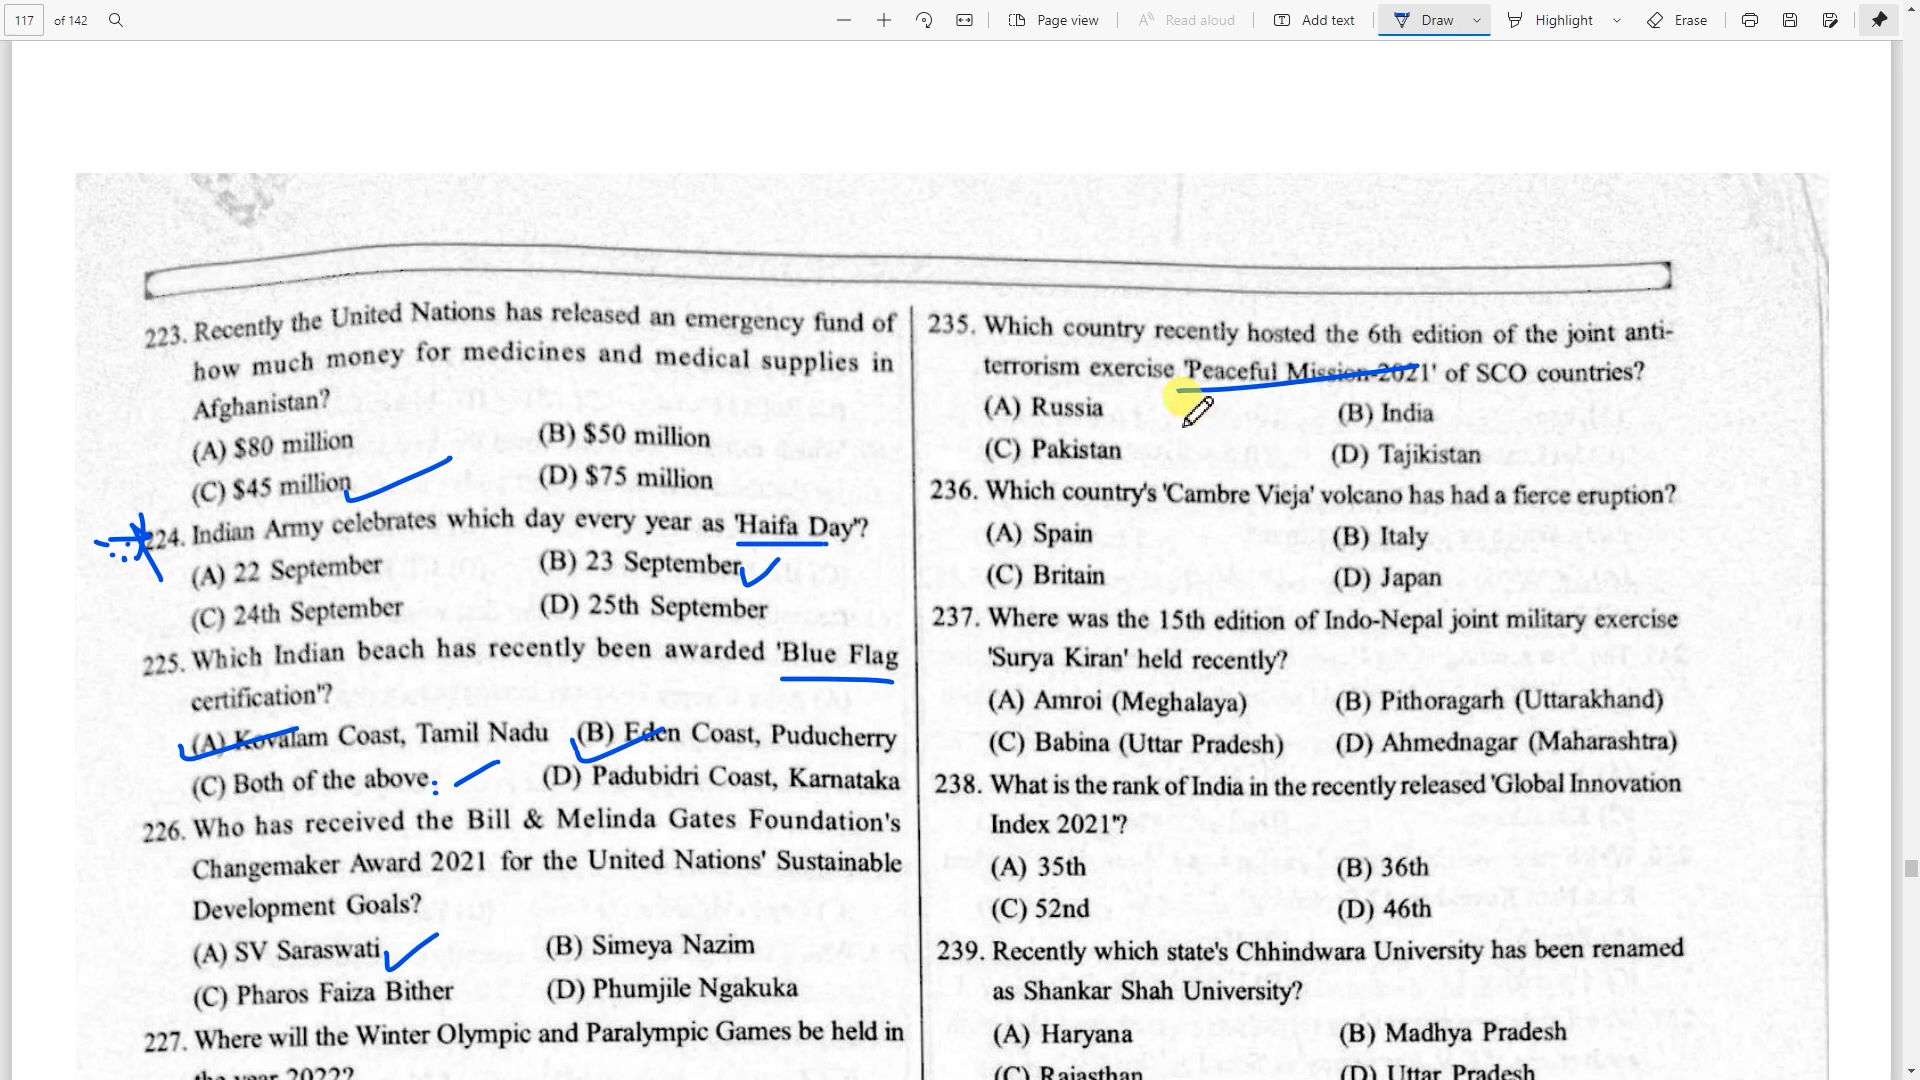 117 of 142 Page view Read aloud Add text Draw Highlight Erase
223. Recently the United Nations has released an emergency fund of
how much money for medicines and medical supplies in
Afghanistan?
(A) $80 million (B) $50 million
(C) $45 million (D) $75 million
224. Indian Army celebrates which day every year as 'Haifa Day'?
(A) 22 September (B) 23 September
(C) 24th September (D) 25th September
225. Which Indian beach has recently been awarded 'Blue Flag
certification'?
(A) Kovalam Coast, Tamil Nadu (B) Eden Coast, Puducherry
(C) Both of the above (D) Padubidri Coast, Karnataka
226. Who has received the Bill & Melinda Gates Foundation's
Changemaker Award 2021 for the United Nations' Sustainable
Development Goals?
(A) SV Saraswati (B) Simeya Nazim
(C) Pharos Faiza Bither (D) Phumjile Ngakuka
227. Where will the Winter Olympic and Paralympic Games be held in
the year 2022?
235. Which country recently hosted the 6th edition of the joint anti-
terrorism exercise 'Peaceful Mission-2021' of SCO countries?
(A) Russia (B) India
(C) Pakistan (D) Tajikistan
236. Which country's 'Cambre Vieja' volcano has had a fierce eruption?
(A) Spain (B) Italy
(C) Britain (D) Japan
237. Where was the 15th edition of Indo-Nepal joint military exercise
'Surya Kiran' held recently?
(A) Amroi (Meghalaya) (B) Pithoragarh (Uttarakhand)
(C) Babina (Uttar Pradesh) (D) Ahmednagar (Maharashtra)
238. What is the rank of India in the recently released 'Global Innovation
Index 2021'?
(A) 35th (B) 36th
(C) 52nd (D) 46th
239. Recently which state's Chhindwara University has been renamed
as Shankar Shah University?
(A) Haryana (B) Madhya Pradesh
(C) Rajasthan (D) Uttar Pradesh